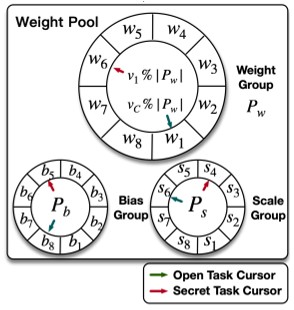 Weight Pool
w5 w4
w6 w3
v1 % |Pw|
vC % |Pw|
w7 w2
w8 w1
Weight
Group
Pw
b5 b4
b6 b3
Pb
b7 b2
b8 b1
Bias
Group
s5 s4
s6 s3
Ps
s7 s2
s8 s1
Scale
Group
Open Task Cursor
Secret Task Cursor